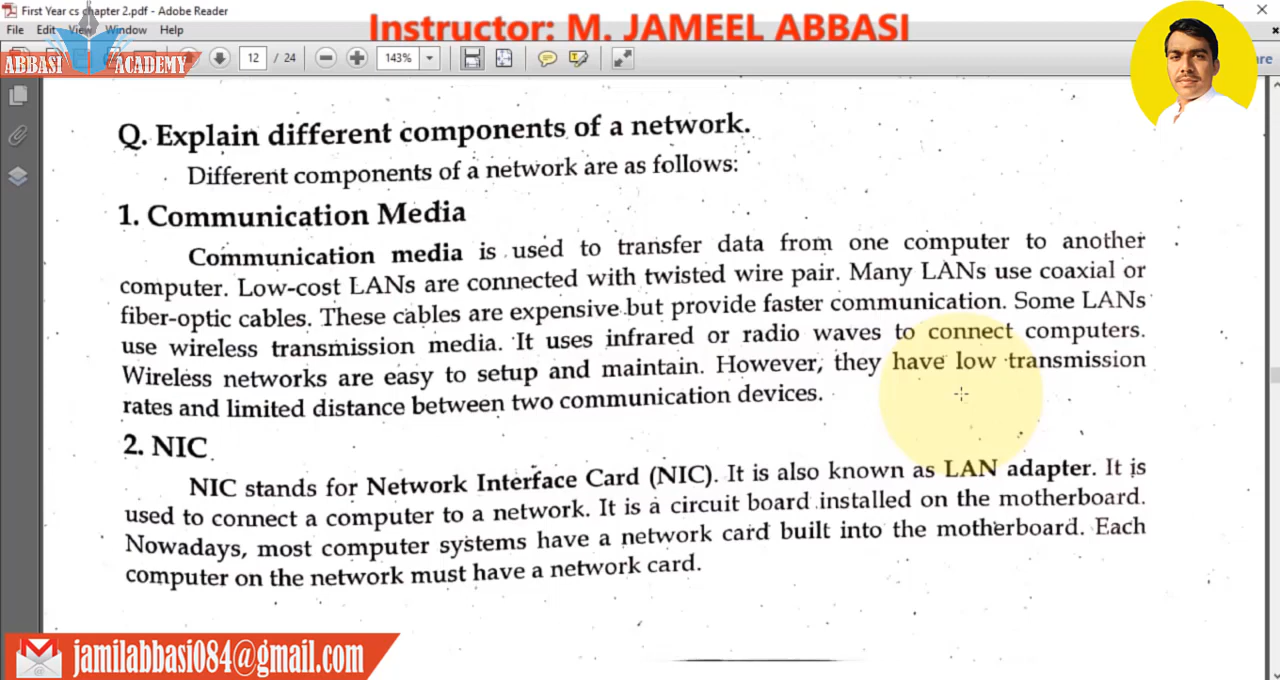 First Year cs chapter 2.pdf - Adobe Reader
Instructor: M. JAMEEL ABBASI
File Edit View Window Help
ABBASI ACADEMY
12 / 24
143%
Q. Explain different components of a network.
Different components of a network are as follows:
1. Communication Media
Communication media is used to transfer data from one computer to another
computer. Low-cost LANs are connected with twisted wire pair. Many LANs use coaxial or
fiber-optic cables. These cables are expensive but provide faster communication. Some LANs
use wireless transmission media. It uses infrared or radio waves to connect computers.
Wireless networks are easy to setup and maintain. However, they have low transmission
rates and limited distance between two communication devices.
2. NIC
NIC stands for Network Interface Card (NIC). It is also known as LAN adapter. It is
used to connect a computer to a network. It is a circuit board installed on the motherboard.
Nowadays, most computer systems have a network card built into the motherboard. Each
computer on the network must have a network card.
jamilabbasi084@gmail.com